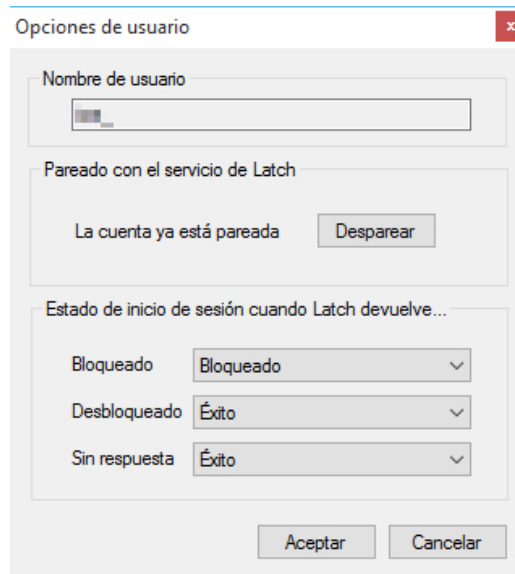 Opciones de usuario
x
Nombre de usuario
Pareado con el servicio de Latch
La cuenta ya está pareada Desparear
Estado de inicio de sesión cuando Latch devuelve...
Bloqueado Bloqueado
Desbloqueado Éxito
Sin respuesta Éxito
Aceptar Cancelar